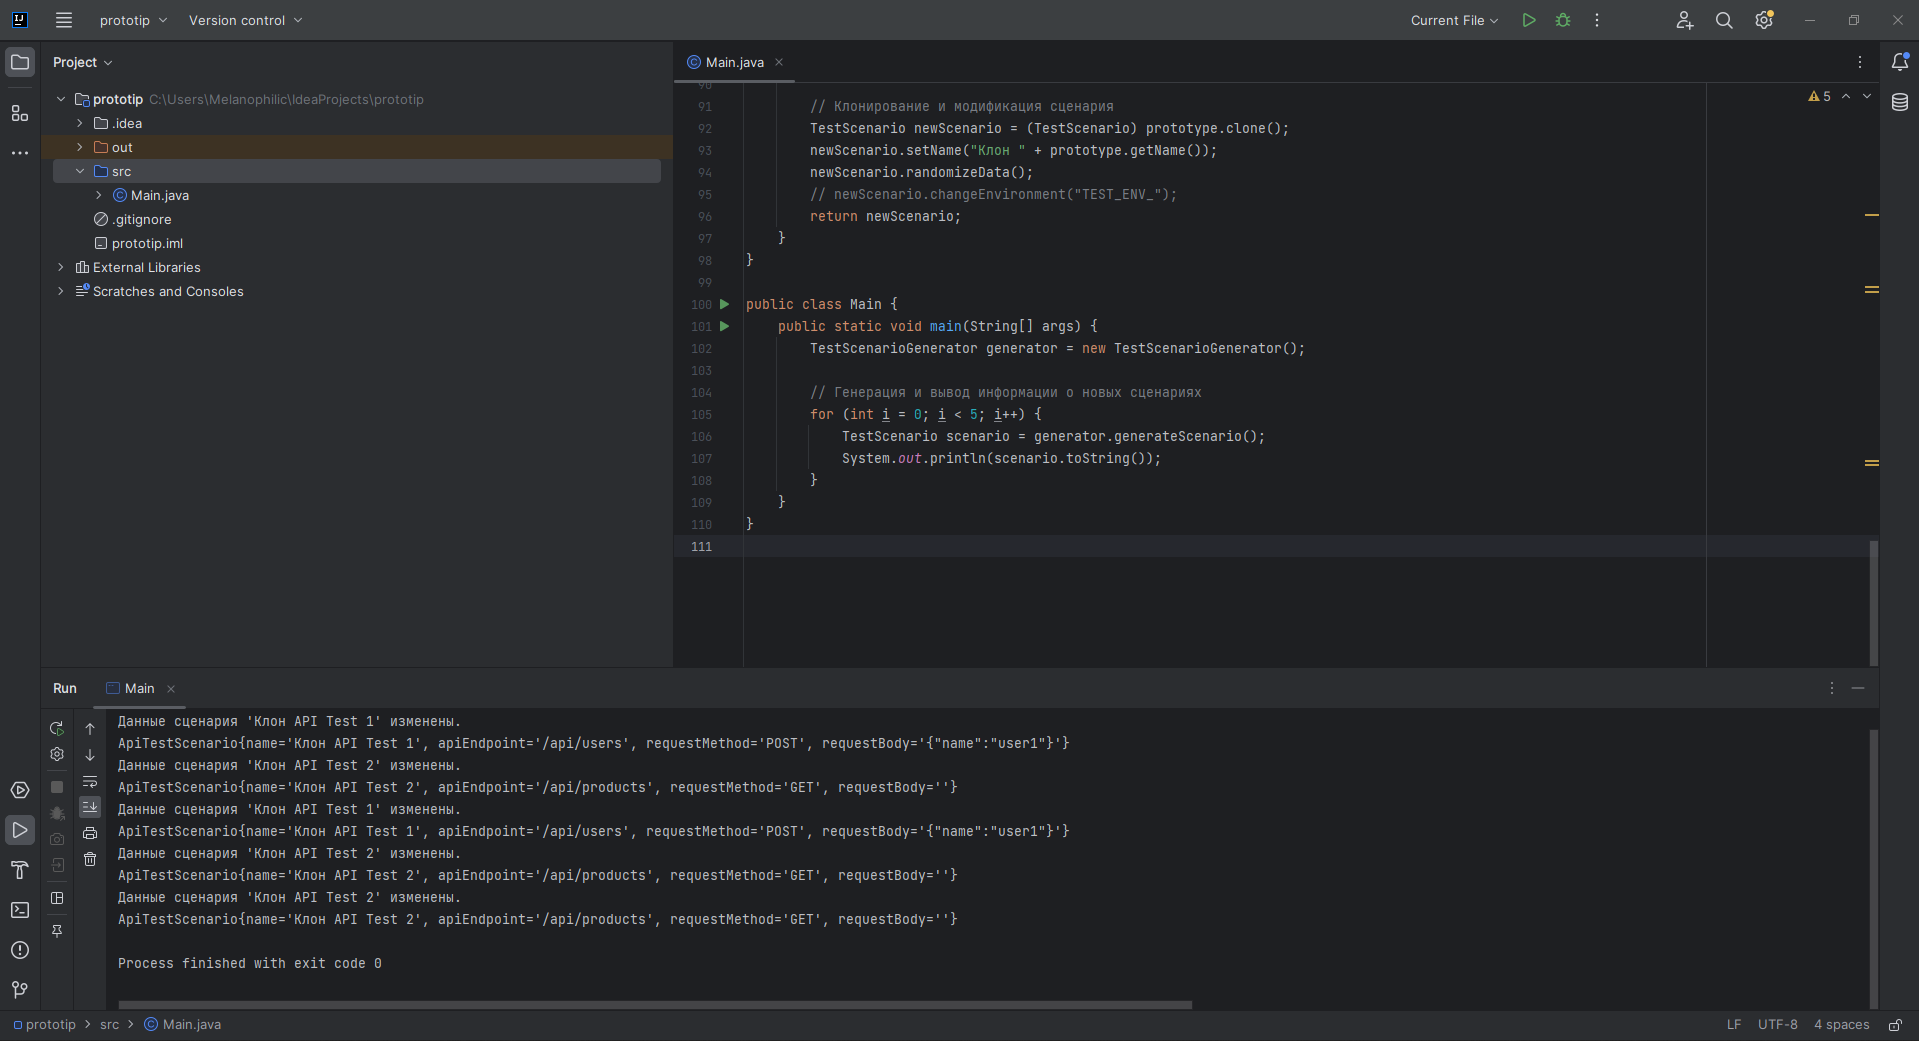 prototip
Version control
Current File
Project
Main.java
prototip C:\Users\Melanophilic\IdeaProjects\prototip
.idea
out
src
Main.java
.gitignore
prototip.iml
External Libraries
Scratches and Consoles
5
90
91 // Клонирование и модификация сценария
92 TestScenario newScenario = (TestScenario) prototype.clone();
93 newScenario.setName("Клон " + prototype.getName());
94 newScenario.randomizeData();
95 // newScenario.changeEnvironment("TEST_ENV_");
96 return newScenario;
97 }
98 }
99
100 public class Main {
101 public static void main(String[] args) {
102 TestScenarioGenerator generator = new TestScenarioGenerator();
103
104 // Генерация и вывод информации о новых сценариях
105 for (int i = 0; i < 5; i++) {
106 TestScenario scenario = generator.generateScenario();
107 System.out.println(scenario.toString());
108 }
109 }
110 }
111
Run Main
Данные сценария 'Клон API Test 1' изменены.
ApiTestScenario{name='Клон API Test 1', apiEndpoint='/api/users', requestMethod='POST', requestBody='{"name":"user1"}'}
Данные сценария 'Клон API Test 2' изменены.
ApiTestScenario{name='Клон API Test 2', apiEndpoint='/api/products', requestMethod='GET', requestBody=''}
Данные сценария 'Клон API Test 1' изменены.
ApiTestScenario{name='Клон API Test 1', apiEndpoint='/api/users', requestMethod='POST', requestBody='{"name":"user1"}'}
Данные сценария 'Клон API Test 2' изменены.
ApiTestScenario{name='Клон API Test 2', apiEndpoint='/api/products', requestMethod='GET', requestBody=''}
Данные сценария 'Клон API Test 2' изменены.
ApiTestScenario{name='Клон API Test 2', apiEndpoint='/api/products', requestMethod='GET', requestBody=''}
Process finished with exit code 0
prototip > src > Main.java
LF UTF-8 4 spaces